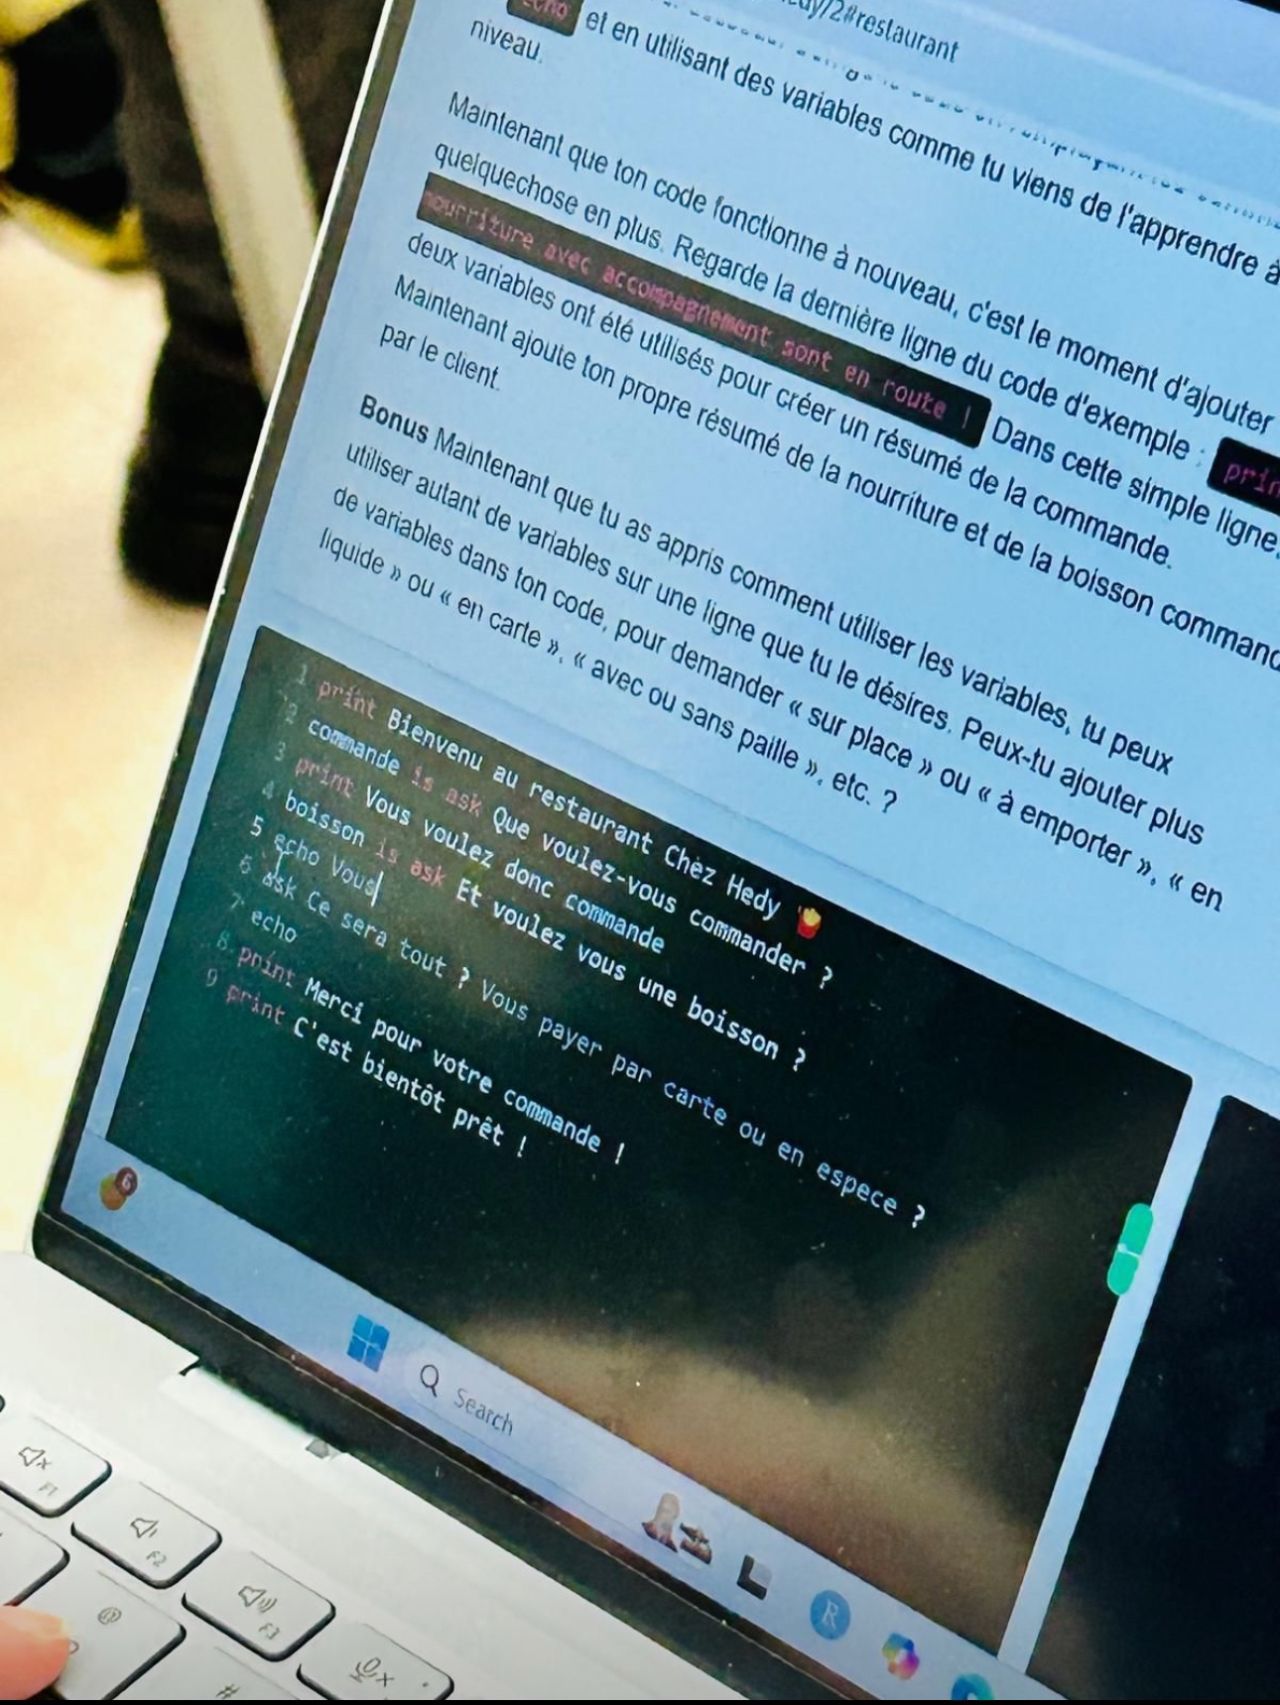 /2#restaurant
echo et en utilisant des variables comme tu viens de l'apprendre à
niveau.
Maintenant que ton code fonctionne à nouveau, c'est le moment d'ajouter
quelquechose en plus. Regarde la dernière ligne du code d'exemple : prin
nourriture avec accompagnement sont en route ! Dans cette simple ligne,
deux variables ont été utilisés pour créer un résumé de la commande.
Maintenant ajoute ton propre résumé de la nourriture et de la boisson command
par le client.
Bonus Maintenant que tu as appris comment utiliser les variables, tu peux
utiliser autant de variables sur une ligne que tu le désires. Peux-tu ajouter plus
de variables dans ton code, pour demander « sur place » ou « à emporter », « en
liquide » ou « en carte », « avec ou sans paille », etc. ?
1 print Bienvenu au restaurant Chez Hedy 🍟
2 commande is ask Que voulez-vous commander ?
3 print Vous voulez donc commande
4 boisson is ask Et voulez vous une boisson ?
5 echo Vous
6 ask Ce sera tout ? Vous payer par carte ou en espece ?
7 echo
8 print Merci pour votre commande !
9 print C'est bientôt prêt !
6
Search
R
F1
F2
F3
@
#